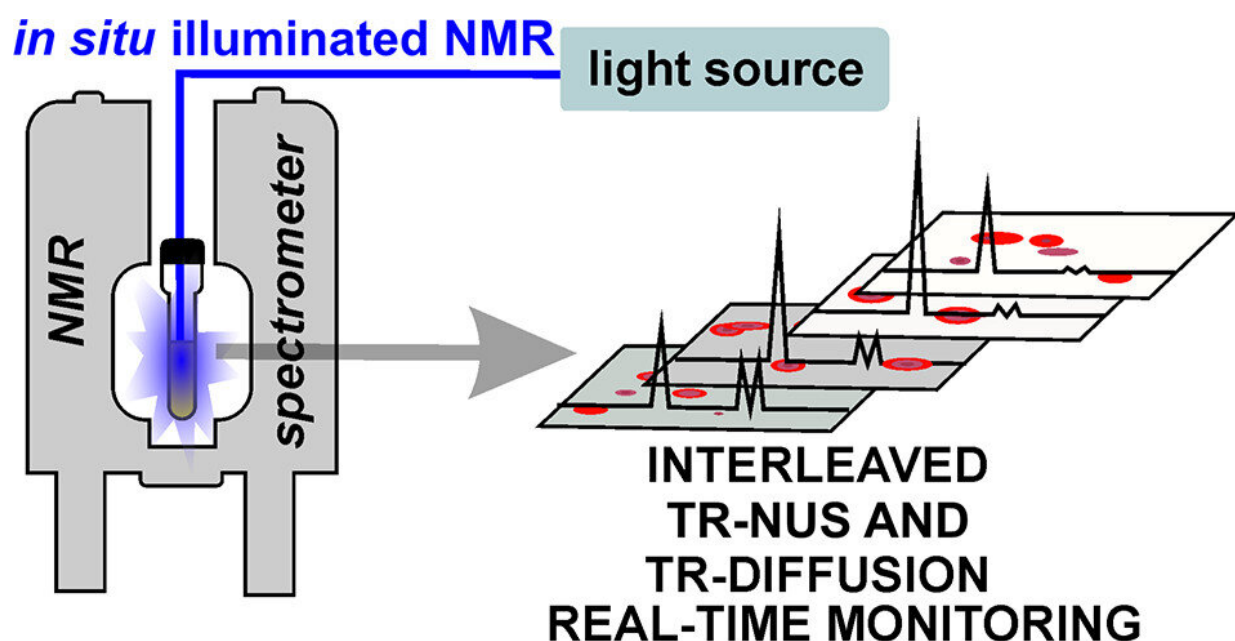 in situ illuminated NMR
light source
NMR
spectrometer
INTERLEAVED
TR-NUS AND
TR-DIFFUSION
REAL-TIME MONITORING